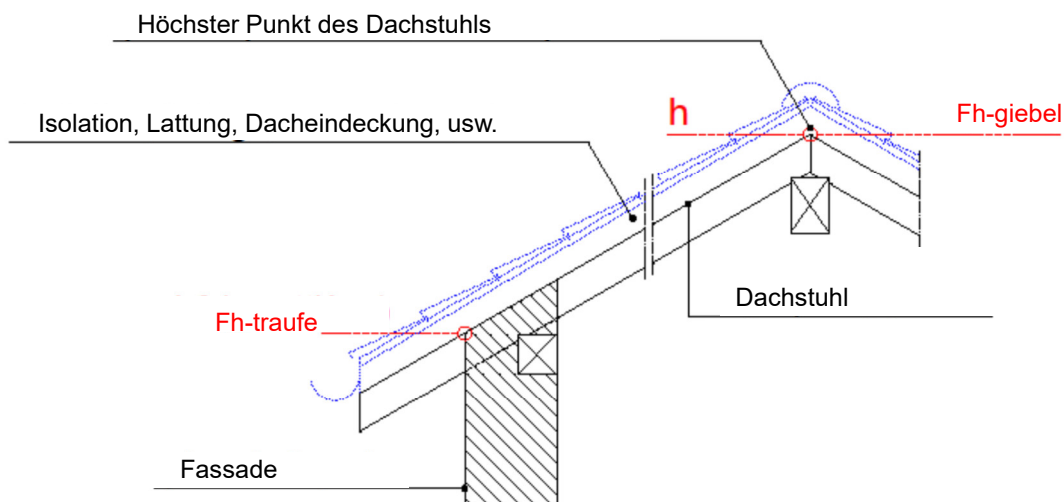 Höchster Punkt des Dachstuhls
h
Fh-giebel
Isolation, Lattung, Dacheindeckung, usw.
Dachstuhl
Fh-traufe
Fassade